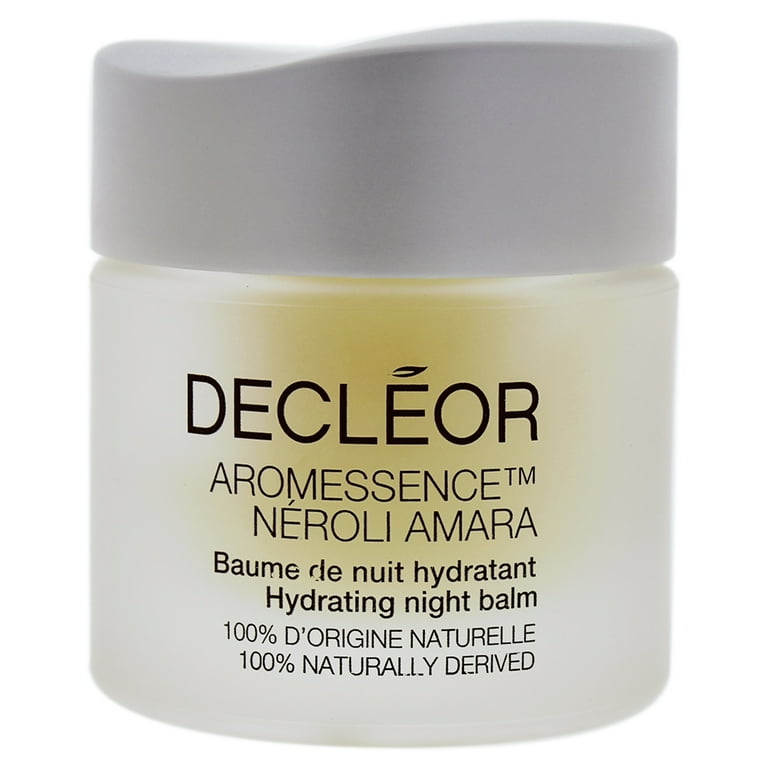 DECLÉOR
AROMESSENCE™
NÉROLI AMARA
Baume de nuit hydratant
Hydrating night balm
100% D'ORIGINE NATURELLE
100% NATURALLY DERIVED